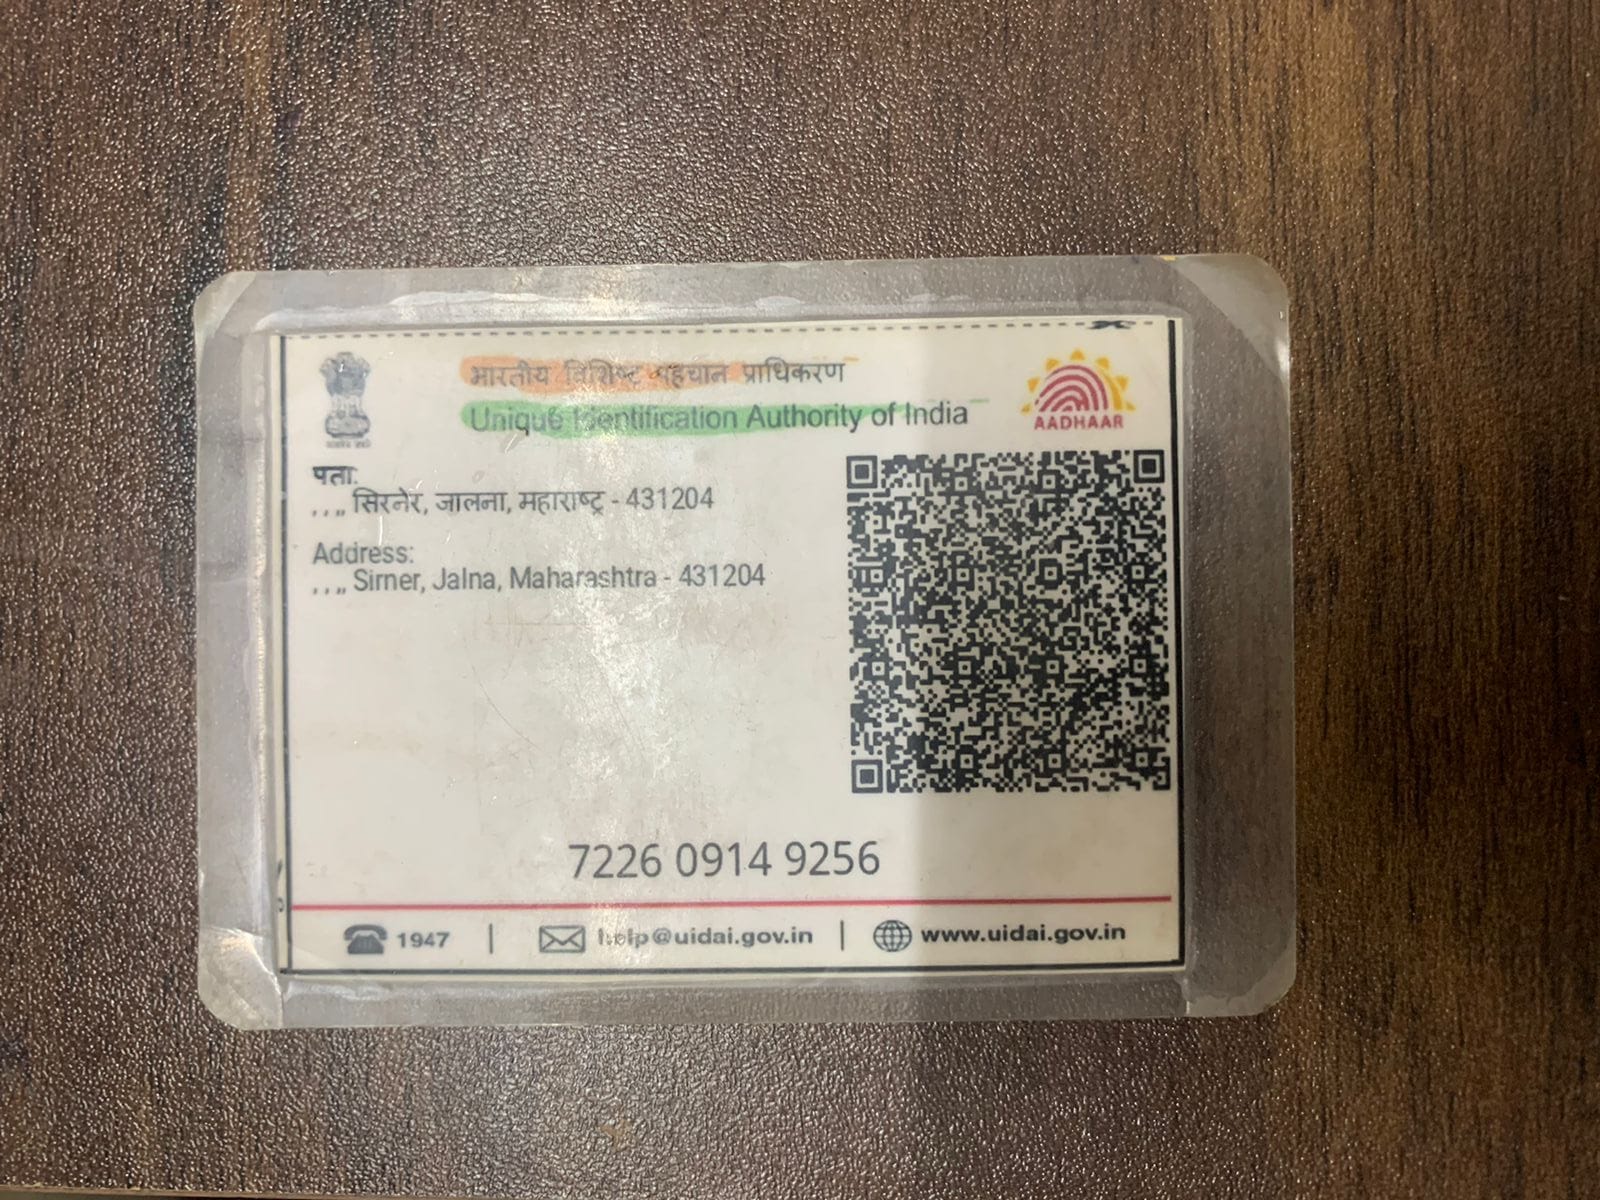 भारतीय विशिष्ट पहचान प्राधिकरण
Unique Identification Authority of India
AADHAAR
पता:
, , ,, सिरनेर, जालना, महाराष्ट्र - 431204
Address:
, , ,, Sirner, Jalna, Maharashtra - 431204
7226 0914 9256
1947 | help@uidai.gov.in | www.uidai.gov.in